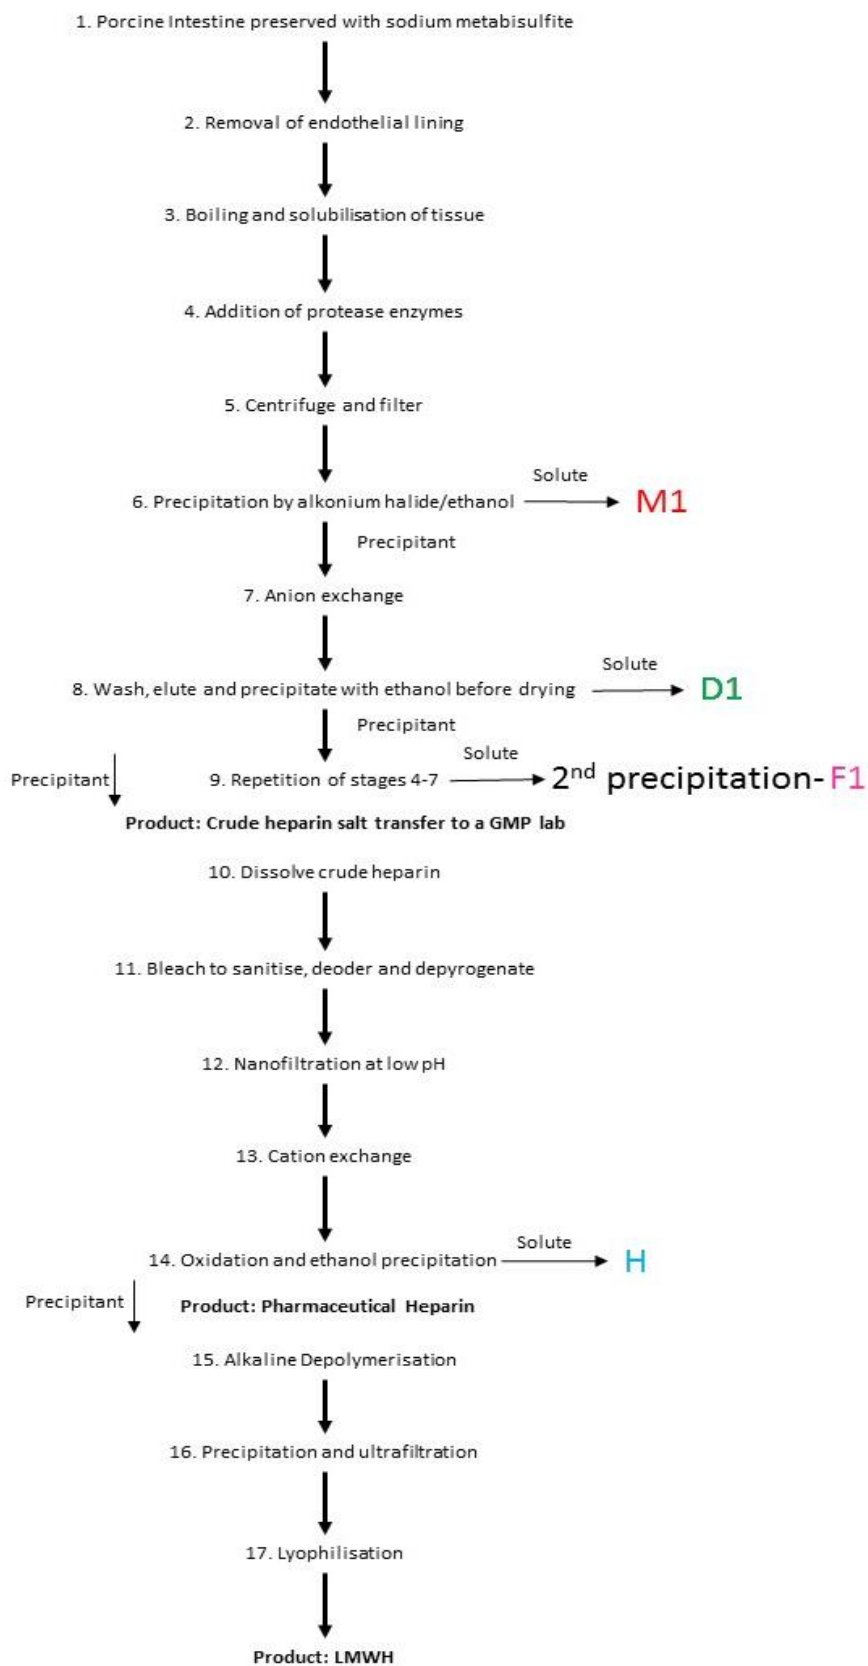 1. Porcine Intestine preserved with sodium metabisulfite
2. Removal of endothelial lining
3. Boiling and solubilisation of tissue
4. Addition of protease enzymes
5. Centrifuge and filter
6. Precipitation by alkonium halide/ethanol
Solute
M1
Precipitant
7. Anion exchange
8. Wash, elute and precipitate with ethanol before drying
Solute
D1
Precipitant
Precipitant
9. Repetition of stages 4-7
Solute
2nd precipitation-F1
Product: Crude heparin salt transfer to a GMP lab
10. Dissolve crude heparin
11. Bleach to sanitise, deoder and depyrogenate
12. Nanofiltration at low pH
13. Cation exchange
14. Oxidation and ethanol precipitation
Solute
H
Precipitant
Product: Pharmaceutical Heparin
15. Alkaline Depolymerisation
16. Precipitation and ultrafiltration
17. Lyophilisation
Product: LMWH